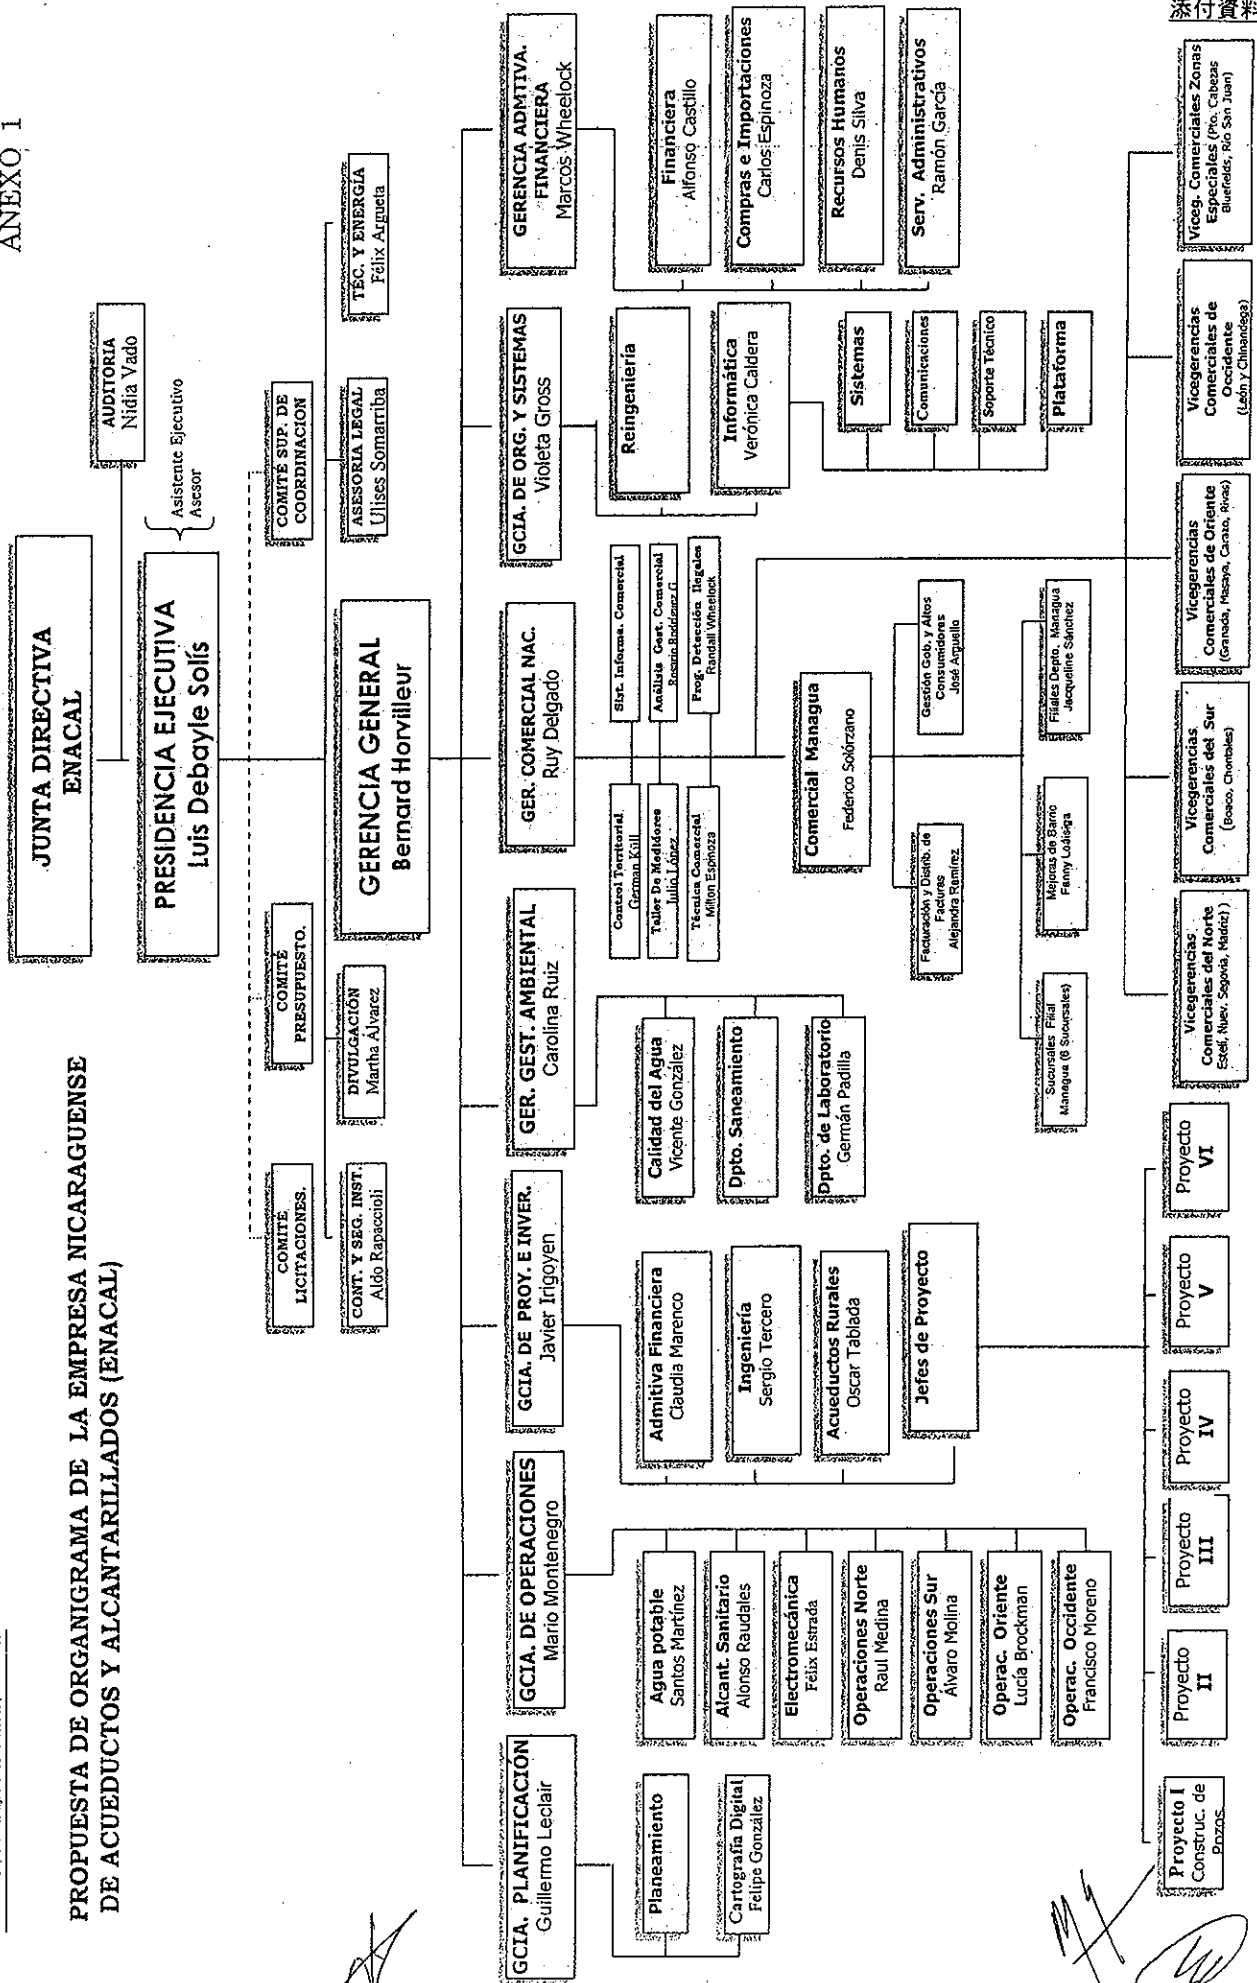 ANEXO 1
添付資料
PROPUESTA DE ORGANIGRAMA DE LA EMPRESA NICARAGUENSE
DE ACUEDUCTOS Y ALCANTARILLADOS (ENACAL)
JUNTA DIRECTIVA
ENACAL
AUDITORIA
Nidia Vado
PRESIDENCIA EJECUTIVA
Luis Debayle Solís
Asistente Ejecutivo
Asesor
COMITÉ
LICITACIONES.
COMITÉ
PRESUPUESTO.
COMITÉ SUP. DE
COORDINACION
CONT. Y SEG. INST.
Aldo Rapaccioli
DIVULGACIÓN
Martha Álvarez
ASESORIA LEGAL
Ulises Somarriba
TÉC. Y ENERGÍA
Félix Argueta
GERENCIA GENERAL
Bernard Horvilleur
GCIA. PLANIFICACION
Guillermo Leclair
GCIA. DE OPERACIONES
Mario Montenegro
GCIA. DE PROY. E INVER.
Javier Irigoyen
GER. GEST. AMBIENTAL
Carolina Ruiz
GER. COMERCIAL NAC.
Ruy Delgado
GCIA. DE ORG. Y SISTEMAS
Violeta Gross
GERENCIA ADMTIVA.
FINANCIERA
Marcos Wheelock
Planeamiento
Cartografía Digital
Felipe González
Agua potable
Santos Martínez
Alcant. Sanitario
Alonso Raudales
Electromecánica
Félix Estrada
Operaciones Norte
Raul Medina
Operaciones Sur
Álvaro Molina
Operac. Oriente
Lucía Brockman
Operac. Occidente
Francisco Moreno
Admitiva Financiera
Claudia Marenco
Ingeniería
Sergio Tercero
Acueductos Rurales
Oscar Tablada
Jefes de Proyecto
Calidad del Agua
Vicente González
Dpto. Saneamiento
Dpto. de Laboratorio
Germán Padilla
Control Territorial
German Kiil
Taller De Medidores
Julio López
Técnica Comercial
Milton Espinoza
Sist. Informa. Comercial
Análisis Gest. Comercial
Rosario Rodríguez G
Prog. Detección Ilegales
Randall Wheelock
Comercial Managua
Federico Solórzano
Facturación y Distrib. de
Facturas
Alejandra Ramírez
Gestión Gob. y Altos
Consumidores
José Arguello
Sucursales Filial
Managua (6 Sucursales)
Mejoras de Barrio
Fanny Loáisiga
Filiales Depto. Managua
Jacqueline Sánchez
Reingeniería
Informática
Verónica Caldera
Sistemas
Comunicaciones
Soporte Técnico
Plataforma
Financiera
Alfonso Castillo
Compras e Importaciones
Carlos Espinoza
Recursos Humanos
Denis Silva
Serv. Administrativos
Ramón García
Proyecto I
Construc. de
Pozos
Proyecto
II
Proyecto
III
Proyecto
IV
Proyecto
V
Proyecto
VI
Vicegerencias
Comerciales del Norte
Estelí, Nuev. Segovia, Madriz) )
Vicegerencias
Comerciales del Sur
(Boaco, Chontales)
Vicegerencias
Comerciales de Oriente
(Granada, Masaya, Carazo, Rivas)
Vicegerencias
Comerciales de
Occidente
(León y Chinandega)
Viceg. Comerciales Zonas
Especiales (Pto. Cabezas
Bluefields, Río San Juan)